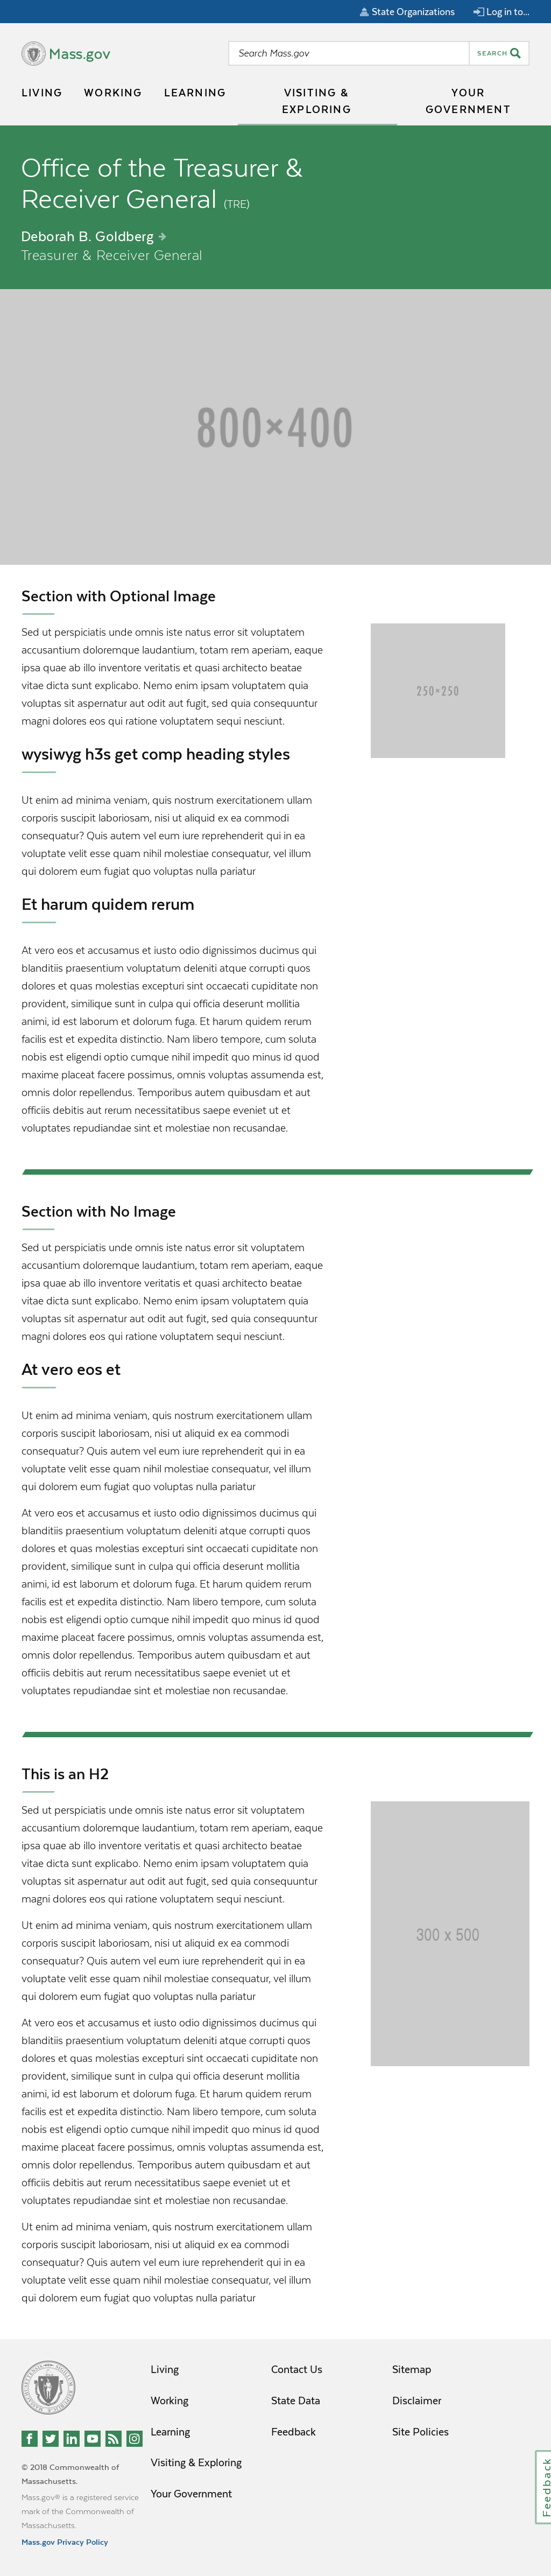 State Organizations
Log in to...
Mass.gov
Search Mass.gov
SEARCH
LIVING
WORKING
LEARNING
VISITING &
EXPLORING
YOUR
GOVERNMENT
Office of the Treasurer &
Receiver General (TRE)
Deborah B. Goldberg
Treasurer & Receiver General
800×400
Section with Optional Image
Sed ut perspiciatis unde omnis iste natus error sit voluptatem
accusantium doloremque laudantium, totam rem aperiam, eaque
ipsa quae ab illo inventore veritatis et quasi architecto beatae
vitae dicta sunt explicabo. Nemo enim ipsam voluptatem quia
voluptas sit aspernatur aut odit aut fugit, sed quia consequuntur
magni dolores eos qui ratione voluptatem sequi nesciunt.
250×250
wysiwyg h3s get comp heading styles
Ut enim ad minima veniam, quis nostrum exercitationem ullam
corporis suscipit laboriosam, nisi ut aliquid ex ea commodi
consequatur? Quis autem vel eum iure reprehenderit qui in ea
voluptate velit esse quam nihil molestiae consequatur, vel illum
qui dolorem eum fugiat quo voluptas nulla pariatur
Et harum quidem rerum
At vero eos et accusamus et iusto odio dignissimos ducimus qui
blanditiis praesentium voluptatum deleniti atque corrupti quos
dolores et quas molestias excepturi sint occaecati cupiditate non
provident, similique sunt in culpa qui officia deserunt mollitia
animi, id est laborum et dolorum fuga. Et harum quidem rerum
facilis est et expedita distinctio. Nam libero tempore, cum soluta
nobis est eligendi optio cumque nihil impedit quo minus id quod
maxime placeat facere possimus, omnis voluptas assumenda est,
omnis dolor repellendus. Temporibus autem quibusdam et aut
officiis debitis aut rerum necessitatibus saepe eveniet ut et
voluptates repudiandae sint et molestiae non recusandae.
Section with No Image
Sed ut perspiciatis unde omnis iste natus error sit voluptatem
accusantium doloremque laudantium, totam rem aperiam, eaque
ipsa quae ab illo inventore veritatis et quasi architecto beatae
vitae dicta sunt explicabo. Nemo enim ipsam voluptatem quia
voluptas sit aspernatur aut odit aut fugit, sed quia consequuntur
magni dolores eos qui ratione voluptatem sequi nesciunt.
At vero eos et
Ut enim ad minima veniam, quis nostrum exercitationem ullam
corporis suscipit laboriosam, nisi ut aliquid ex ea commodi
consequatur? Quis autem vel eum iure reprehenderit qui in ea
voluptate velit esse quam nihil molestiae consequatur, vel illum
qui dolorem eum fugiat quo voluptas nulla pariatur
At vero eos et accusamus et iusto odio dignissimos ducimus qui
blanditiis praesentium voluptatum deleniti atque corrupti quos
dolores et quas molestias excepturi sint occaecati cupiditate non
provident, similique sunt in culpa qui officia deserunt mollitia
animi, id est laborum et dolorum fuga. Et harum quidem rerum
facilis est et expedita distinctio. Nam libero tempore, cum soluta
nobis est eligendi optio cumque nihil impedit quo minus id quod
maxime placeat facere possimus, omnis voluptas assumenda est,
omnis dolor repellendus. Temporibus autem quibusdam et aut
officiis debitis aut rerum necessitatibus saepe eveniet ut et
voluptates repudiandae sint et molestiae non recusandae.
This is an H2
Sed ut perspiciatis unde omnis iste natus error sit voluptatem
accusantium doloremque laudantium, totam rem aperiam, eaque
ipsa quae ab illo inventore veritatis et quasi architecto beatae
vitae dicta sunt explicabo. Nemo enim ipsam voluptatem quia
voluptas sit aspernatur aut odit aut fugit, sed quia consequuntur
magni dolores eos qui ratione voluptatem sequi nesciunt.
300 x 500
Ut enim ad minima veniam, quis nostrum exercitationem ullam
corporis suscipit laboriosam, nisi ut aliquid ex ea commodi
consequatur? Quis autem vel eum iure reprehenderit qui in ea
voluptate velit esse quam nihil molestiae consequatur, vel illum
qui dolorem eum fugiat quo voluptas nulla pariatur
At vero eos et accusamus et iusto odio dignissimos ducimus qui
blanditiis praesentium voluptatum deleniti atque corrupti quos
dolores et quas molestias excepturi sint occaecati cupiditate non
provident, similique sunt in culpa qui officia deserunt mollitia
animi, id est laborum et dolorum fuga. Et harum quidem rerum
facilis est et expedita distinctio. Nam libero tempore, cum soluta
nobis est eligendi optio cumque nihil impedit quo minus id quod
maxime placeat facere possimus, omnis voluptas assumenda est,
omnis dolor repellendus. Temporibus autem quibusdam et aut
officiis debitis aut rerum necessitatibus saepe eveniet ut et
voluptates repudiandae sint et molestiae non recusandae.
Ut enim ad minima veniam, quis nostrum exercitationem ullam
corporis suscipit laboriosam, nisi ut aliquid ex ea commodi
consequatur? Quis autem vel eum iure reprehenderit qui in ea
voluptate velit esse quam nihil molestiae consequatur, vel illum
qui dolorem eum fugiat quo voluptas nulla pariatur
© 2018 Commonwealth of
Massachusetts.
Mass.gov® is a registered service
mark of the Commonwealth of
Massachusetts.
Mass.gov Privacy Policy
Living
Working
Learning
Visiting & Exploring
Your Government
Contact Us
State Data
Feedback
Sitemap
Disclaimer
Site Policies
Feedback